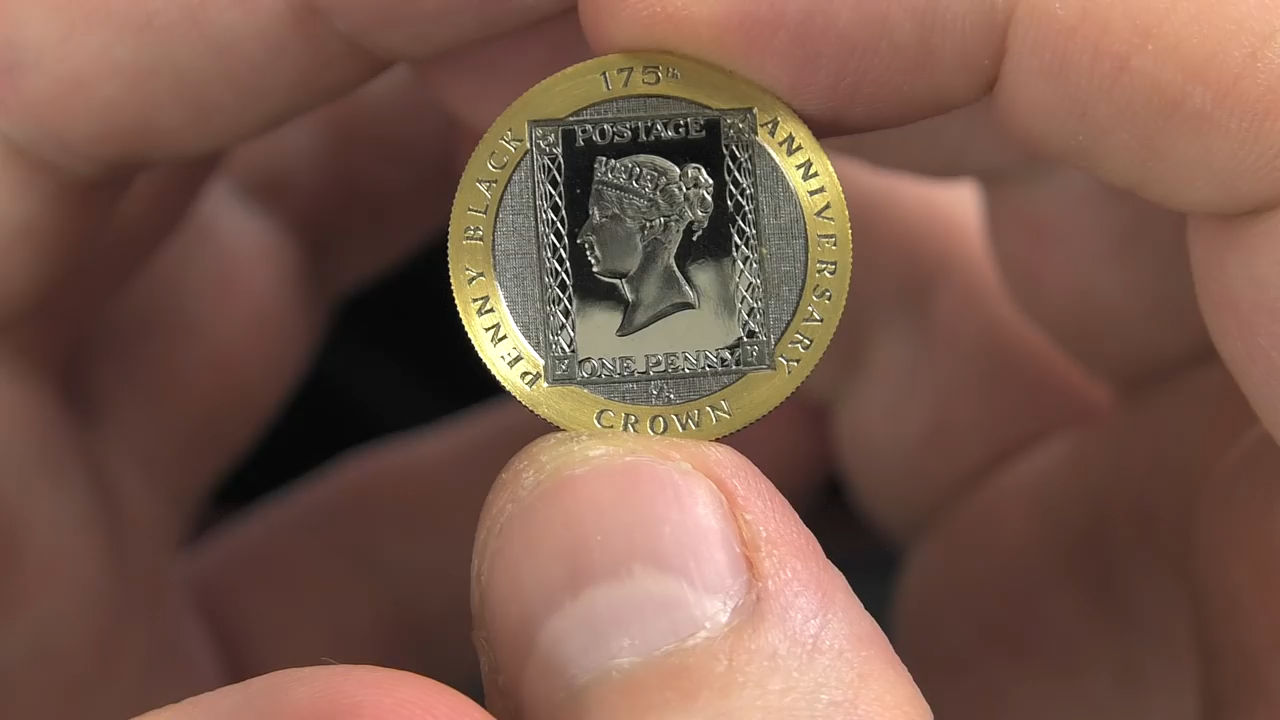 175th
PENNY BLACK
ANNIVERSARY
POSTAGE
E ONE PENNY F
CROWN